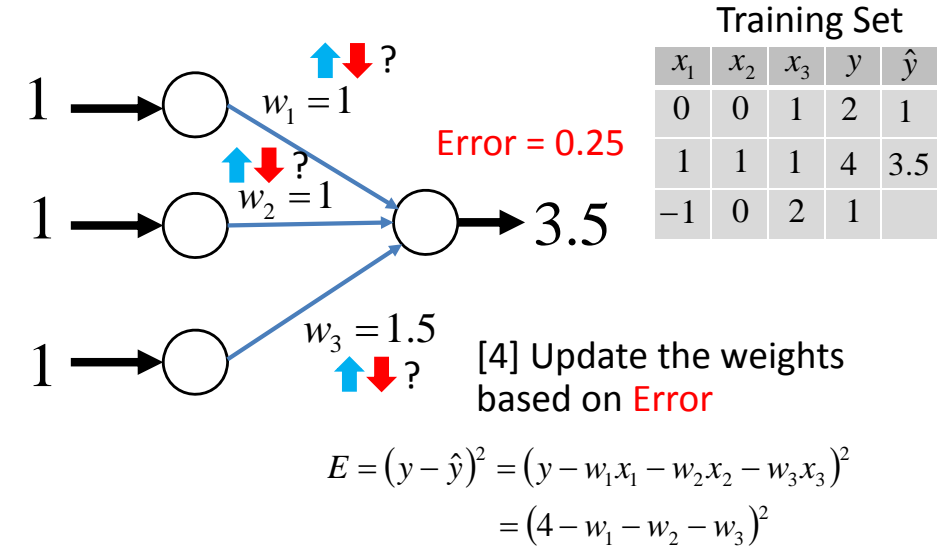 Training Set
x₁ x₂ x₃ y ŷ
0 0 1 2 1
1 1 1 4 3.5
−1 0 2 1
?
1
w₁ = 1
Error = 0.25
?
w₂ = 1
1
3.5
w₃ = 1.5
1
?
[4] Update the weights
based on Error
E = (y − ŷ)² = (y − w₁x₁ − w₂x₂ − w₃x₃)²
= (4 − w₁ − w₂ − w₃)²